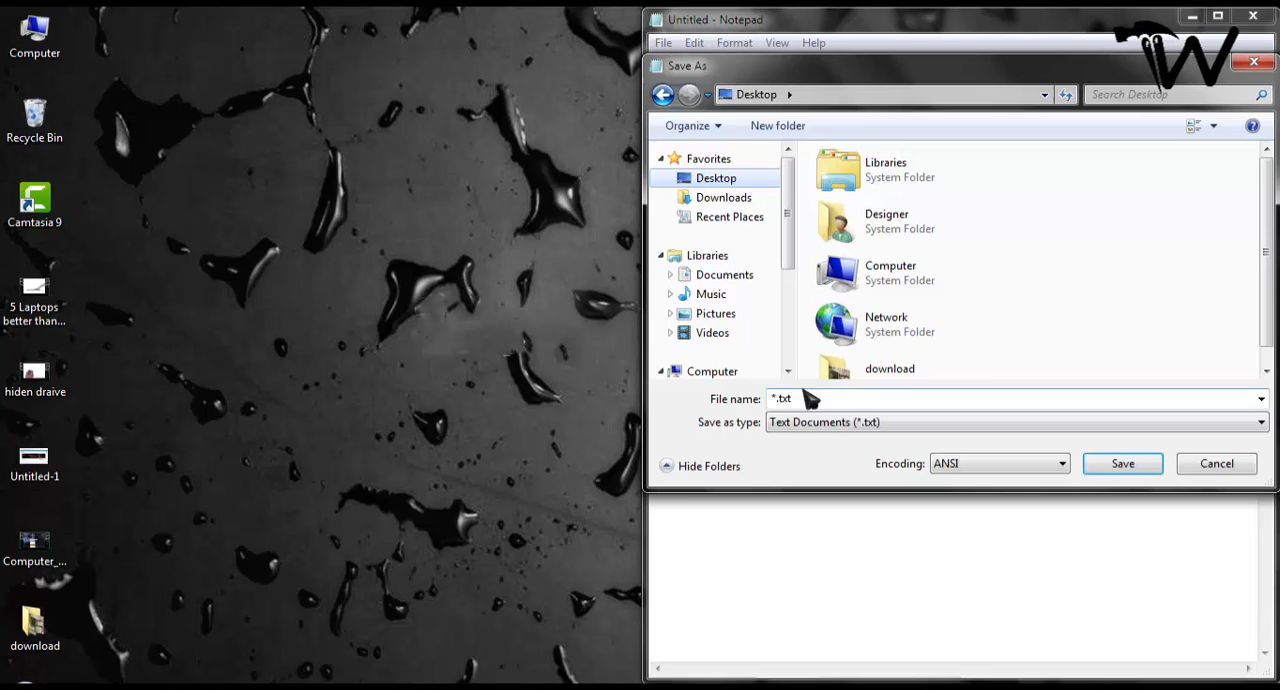 Computer
Recycle Bin
Camtasia 9
5 Laptops
better than...
hiden draive
Untitled-1
Computer_...
download
Untitled - Notepad
File Edit Format View Help
W
Save As
Desktop
Search Desktop
Organize New folder
Favorites
Desktop
Downloads
Recent Places
Libraries
Documents
Music
Pictures
Videos
Computer
Libraries
System Folder
Designer
System Folder
Computer
System Folder
Network
System Folder
download
File name: *.txt
Save as type: Text Documents (*.txt)
Hide Folders
Encoding: ANSI
Save
Cancel